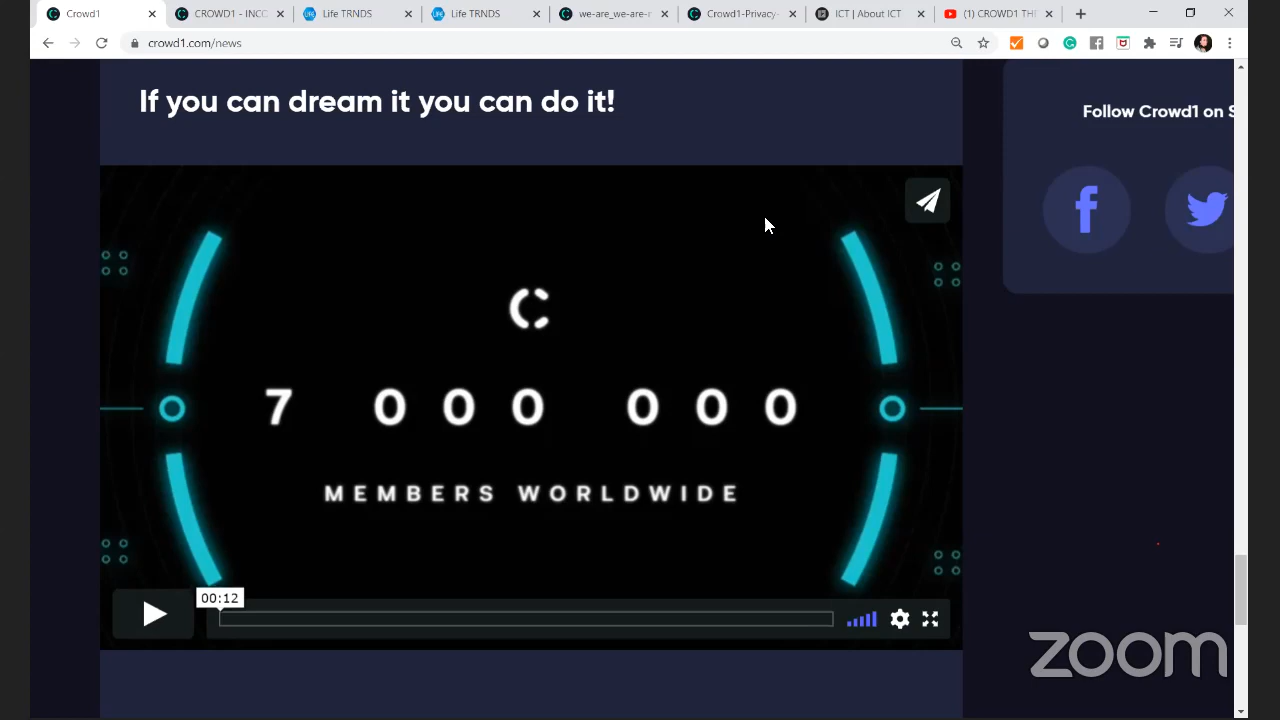 Crowd1
CROWD1 - INCC
Life TRNDS
Life TRNDS
we-are_we-are-r
Crowd1-privacy-
ICT | About ICT
(1) CROWD1 THE
crowd1.com/news
If you can dream it you can do it!
Follow Crowd1 on S
7 000 000
MEMBERS WORLDWIDE
00:12
zoom